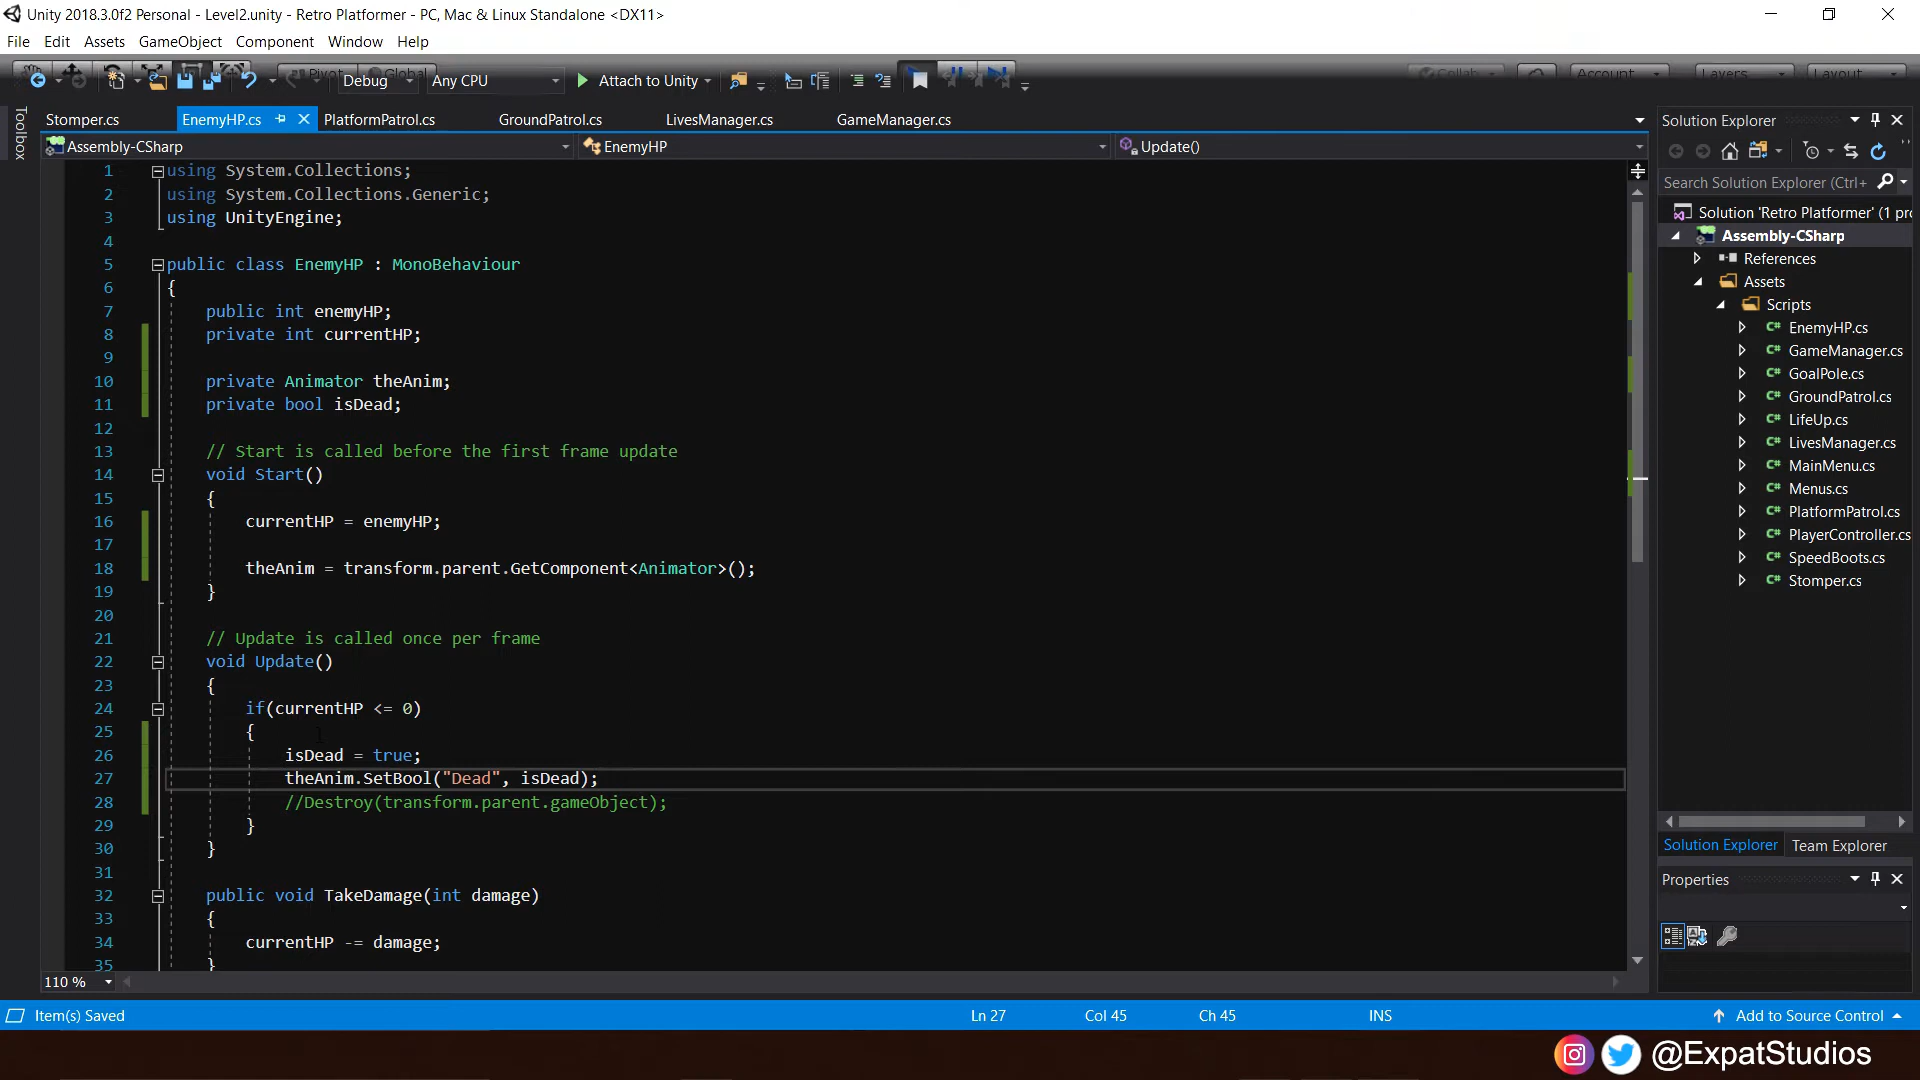 Unity 2018.3.0f2 Personal - Level2.unity - Retro Platformer - PC, Mac & Linux Standalone <DX11>
File Edit Assets GameObject Component Window Help
Debug Any CPU Attach to Unity Collab Account Layers Layout
Toolbox
Stomper.cs EnemyHP.cs PlatformPatrol.cs GroundPatrol.cs LivesManager.cs GameManager.cs
Assembly-CSharp EnemyHP Update()
1 using System.Collections;
2 using System.Collections.Generic;
3 using UnityEngine;
4
5 public class EnemyHP : MonoBehaviour
6 {
7 public int enemyHP;
8 private int currentHP;
9
10 private Animator theAnim;
11 private bool isDead;
12
13 // Start is called before the first frame update
14 void Start()
15 {
16 currentHP = enemyHP;
17
18 theAnim = transform.parent.GetComponent<Animator>();
19 }
20
21 // Update is called once per frame
22 void Update()
23 {
24 if(currentHP <= 0)
25 {
26 isDead = true;
27 theAnim.SetBool("Dead", isDead);
28 //Destroy(transform.parent.gameObject);
29 }
30 }
31
32 public void TakeDamage(int damage)
33 {
34 currentHP -= damage;
35 }
110 %
Solution Explorer
Search Solution Explorer (Ctrl+
Solution 'Retro Platformer' (1 pro
Assembly-CSharp
References
Assets
Scripts
C# EnemyHP.cs
C# GameManager.cs
C# GoalPole.cs
C# GroundPatrol.cs
C# LifeUp.cs
C# LivesManager.cs
C# MainMenu.cs
C# Menus.cs
C# PlatformPatrol.cs
C# PlayerController.cs
C# SpeedBoots.cs
C# Stomper.cs
Solution Explorer Team Explorer
Properties
Item(s) Saved Ln 27 Col 45 Ch 45 INS Add to Source Control
@ExpatStudios